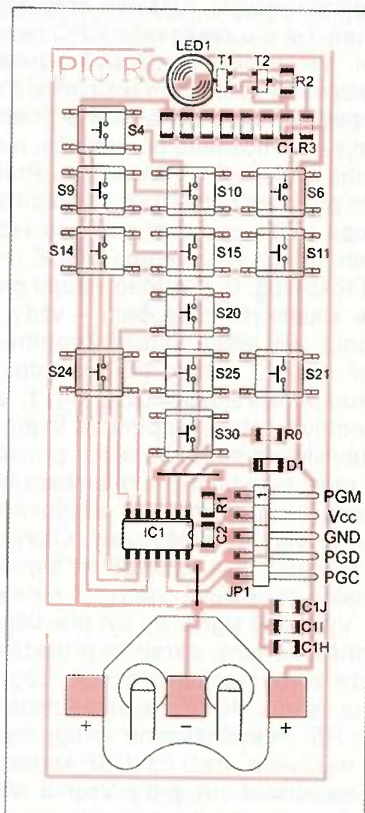 LED1 T1 T2
PIC RC
R2
S4
C1 R3
S9 S10 S6
S14 S15 S11
S20
S24 S25 S21
S30 R0
D1
R1
1 PGM
IC1 C2 Vcc
GND
PGD
JP1 PGC
C1J
C1I
C1H
+ − +